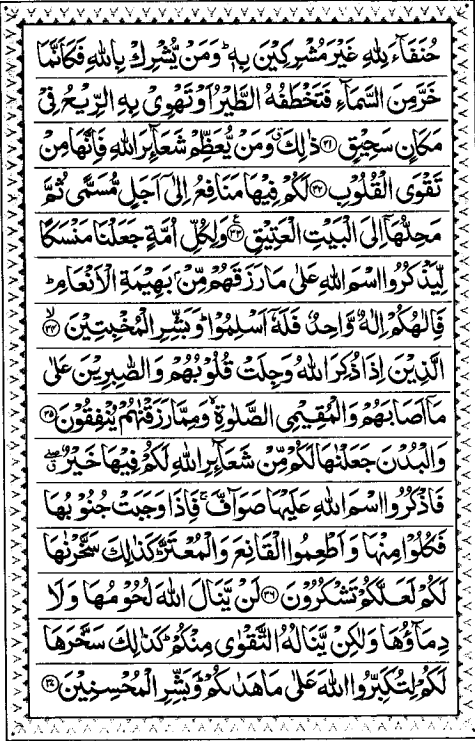 حُنَفَآءَ لِلّٰهِ غَيْرَ مُشْرِكِيْنَ بِهٖؕ وَمَنْ يُّشْرِكْ بِاللّٰهِ فَكَاَنَّمَا
خَرَّ مِنَ السَّمَآءِ فَتَخْطَفُهُ الطَّيْرُ اَوْ تَهْوِىْ بِهِ الرِّيْحُ فِىْ
مَكَانٍ سَحِيْقٍ ﴿۳۱﴾ ذٰلِكَ وَمَنْ يُّعَظِّمْ شَعَآئِرَ اللّٰهِ فَاِنَّهَا مِنْ
تَقْوَى الْقُلُوْبِ ﴿۳۲﴾ لَكُمْ فِيْهَا مَنَافِعُ اِلٰٓى اَجَلٍ مُّسَمًّى ثُمَّ
مَحِلُّهَاۤ اِلَى الْبَيْتِ الْعَتِيْقِ ﴿۳۳﴾ وَلِكُلِّ اُمَّةٍ جَعَلْنَا مَنْسَكًا
لِّيَذْكُرُوا اسْمَ اللّٰهِ عَلٰى مَا رَزَقَهُمْ مِّنْۢ بَهِيْمَةِ الْاَنْعَامِؕ
فَاِلٰهُكُمْ اِلٰهٌ وَّاحِدٌ فَلَهٗۤ اَسْلِمُوْاؕ وَبَشِّرِ الْمُخْبِتِيْنَ ﴿۳۴﴾ۙ
الَّذِيْنَ اِذَا ذُكِرَ اللّٰهُ وَجِلَتْ قُلُوْبُهُمْ وَالصّٰبِرِيْنَ عَلٰى
مَاۤ اَصَابَهُمْ وَالْمُقِيْمِى الصَّلٰوةِۙ وَمِمَّا رَزَقْنٰهُمْ يُنْفِقُوْنَ ﴿۳۵﴾
وَالْبُدْنَ جَعَلْنٰهَا لَكُمْ مِّنْ شَعَآئِرِ اللّٰهِ لَكُمْ فِيْهَا خَيْرٌ ۖق
فَاذْكُرُوا اسْمَ اللّٰهِ عَلَيْهَا صَوَآفَّۚ فَاِذَا وَجَبَتْ جُنُوْبُهَا
فَكُلُوْا مِنْهَا وَاَطْعِمُوا الْقَانِعَ وَالْمُعْتَرَّؕ كَذٰلِكَ سَخَّرْنٰهَا
لَكُمْ لَعَلَّكُمْ تَشْكُرُوْنَ ﴿۳۶﴾ لَنْ يَّنَالَ اللّٰهَ لُحُوْمُهَا وَلَا
دِمَآؤُهَا وَلٰكِنْ يَّنَالُهُ التَّقْوٰى مِنْكُمْؕ كَذٰلِكَ سَخَّرَهَا
لَكُمْ لِتُكَبِّرُوا اللّٰهَ عَلٰى مَا هَدٰٮكُمْؕ وَبَشِّرِ الْمُحْسِنِيْنَ ﴿۳۷﴾